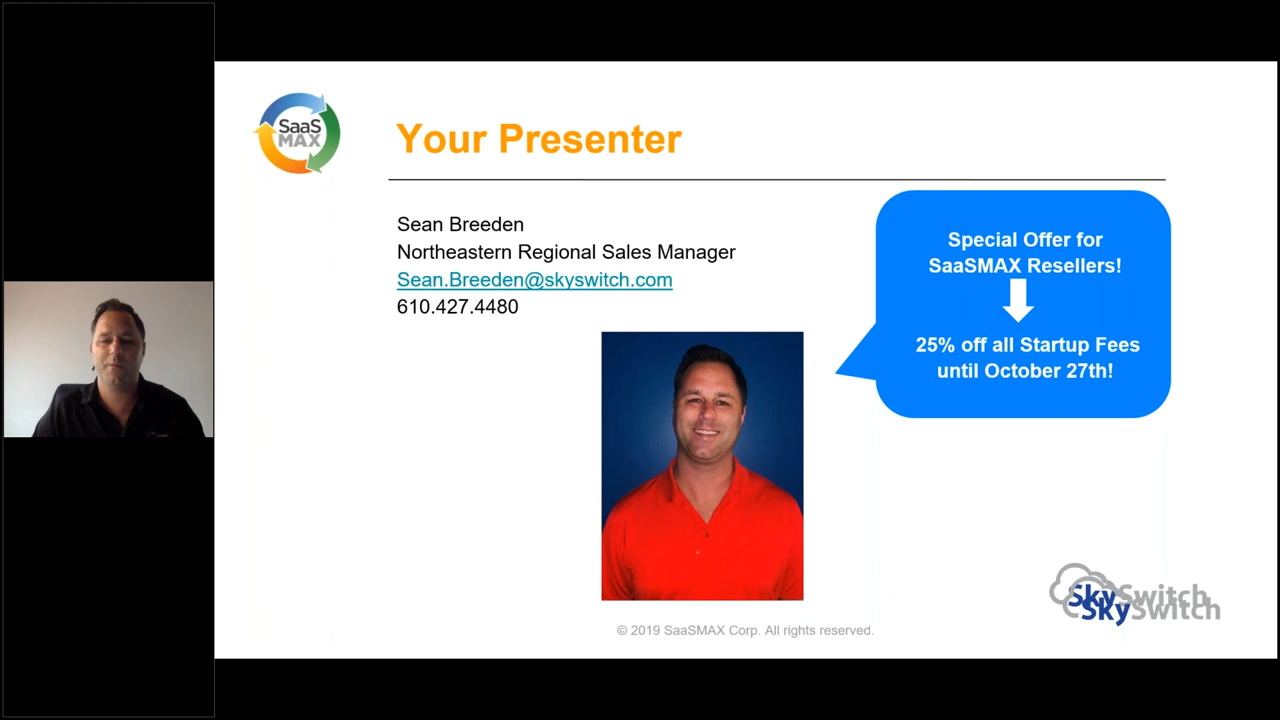 SaaS
MAX
Your Presenter
Sean Breeden
Northeastern Regional Sales Manager
Sean.Breeden@skyswitch.com
610.427.4480
Special Offer for
SaaSMAX Resellers!
25% off all Startup Fees
until October 27th!
SkySwitch
SkySwitch
© 2019 SaaSMAX Corp. All rights reserved.